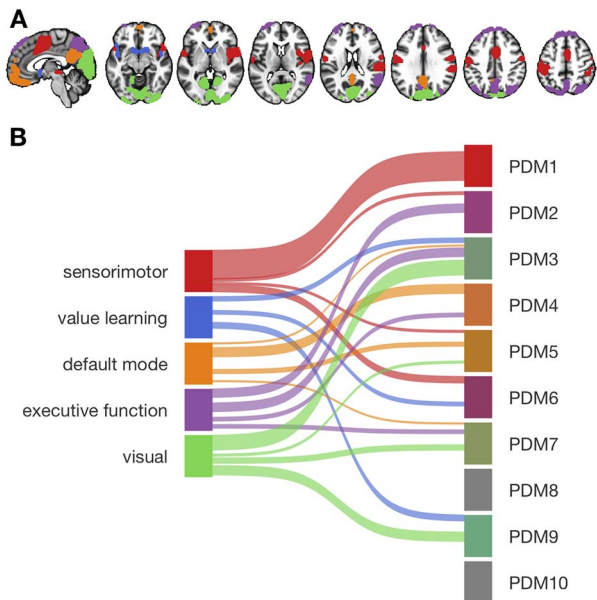 A
B
PDM1
PDM2
sensorimotor
PDM3
value learning
PDM4
default mode
PDM5
executive function
PDM6
visual
PDM7
PDM8
PDM9
PDM10